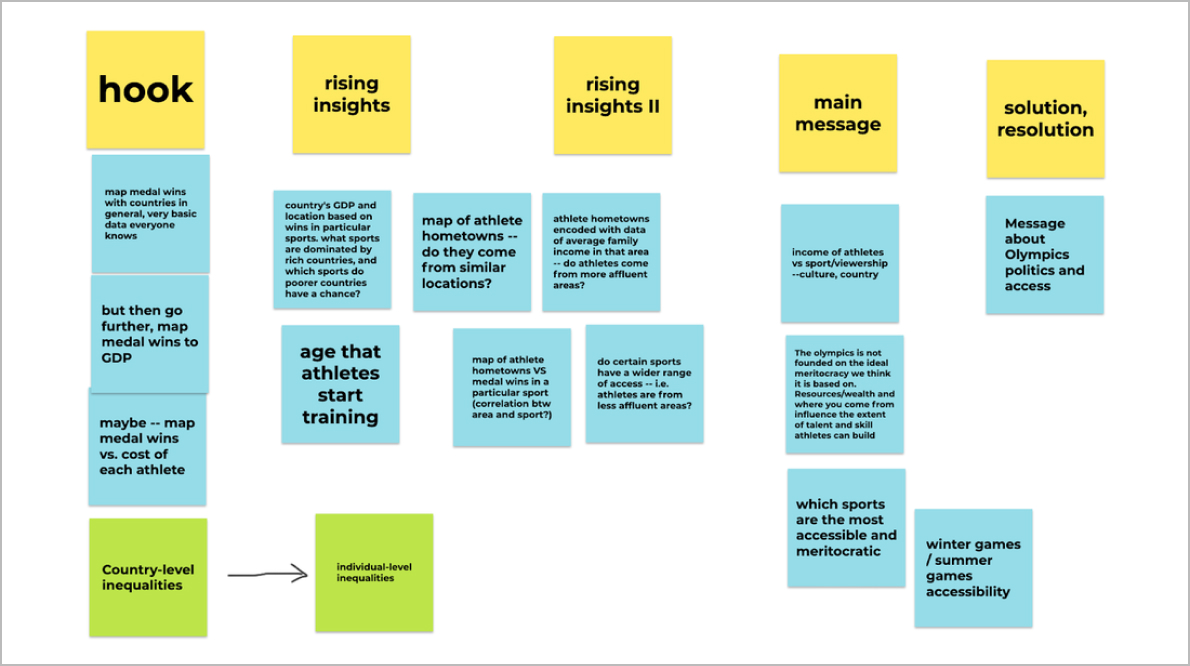 hook
rising
insights
rising
insights II
main
message
solution,
resolution
map medal wins
with countries in
general, very basic
data everyone
knows
but then go
further, map
medal wins to
GDP
maybe -- map
medal wins
vs. cost of
each athlete
Country-level
inequalities
individual-level
inequalities
country's GDP and
location based on
wins in particular
sports. what sports
are dominated by
rich countries, and
which sports do
poorer countries
have a chance?
age that
athletes
start
training
map of athlete
hometowns --
do they come
from similar
locations?
athlete hometowns
encoded with data
of average family
income in that area
-- do athletes come
from more affluent
areas?
map of athlete
hometowns VS
medal wins in a
particular sport
(correlation btw
area and sport?)
do certain sports
have a wider range
of access -- i.e.
athletes are from
less affluent areas?
income of athletes
vs sport/viewership
--culture, country
The olympics is not
founded on the ideal
meritocracy we think
it is based on.
Resources/wealth and
where you come from
influence the extent
of talent and skill
athletes can build
which sports
are the most
accessible and
meritocratic
winter games
/ summer
games
accessibility
Message
about
Olympics
politics and
access